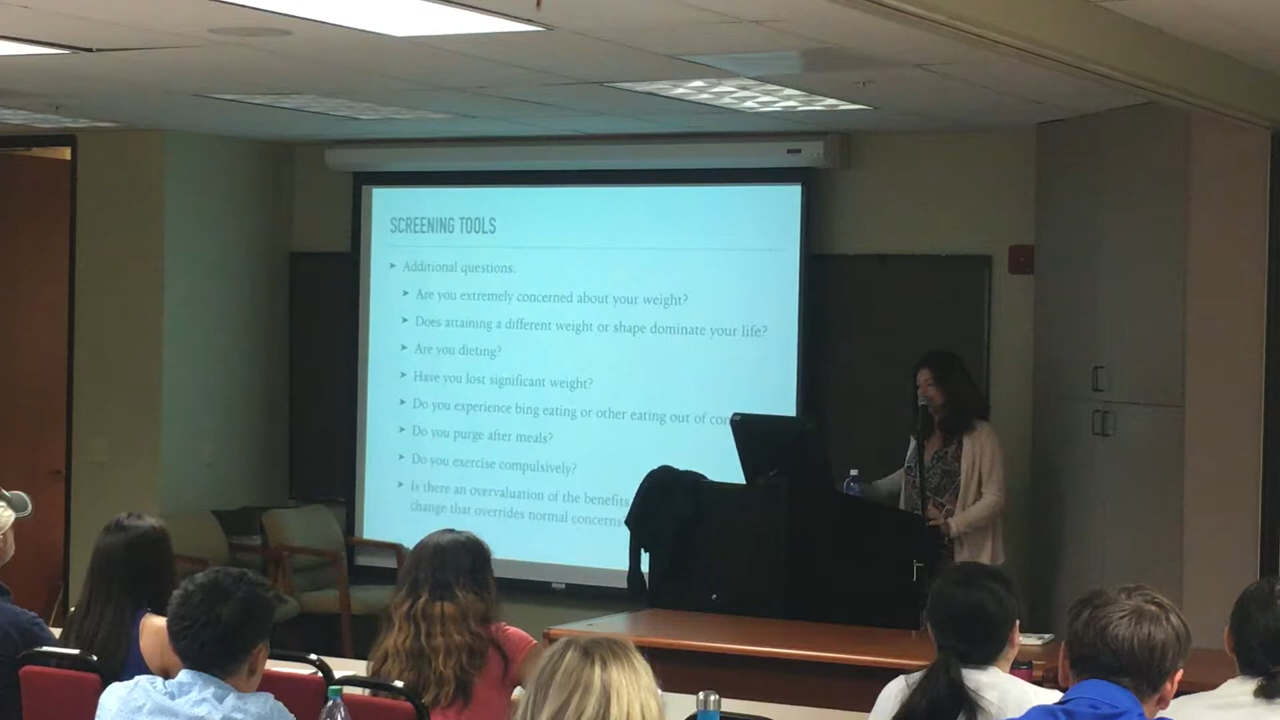 SCREENING TOOLS
➤ Additional questions.
➤ Are you extremely concerned about your weight?
➤ Does attaining a different weight or shape dominate your life?
➤ Are you dieting?
➤ Have you lost significant weight?
➤ Do you experience bing eating or other eating out of con
➤ Do you purge after meals?
➤ Do you exercise compulsively?
➤ Is there an overvaluation of the benefits
change that overrides normal concerns